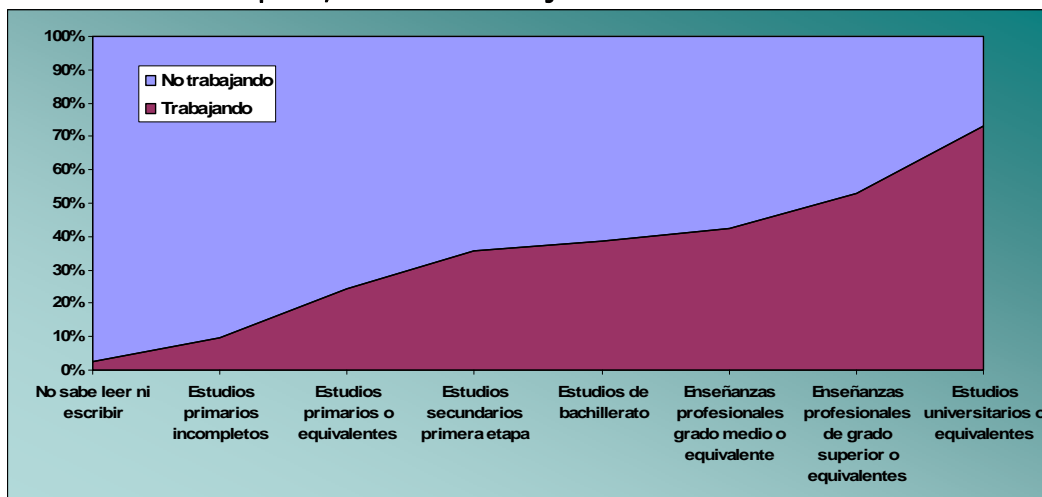 100%
90%
80%
70%
60%
50%
40%
30%
20%
10%
0%
No trabajando
Trabajando
No sabe leer ni
escribir
Estudios
primarios
incompletos
Estudios
primarios o
equivalentes
Estudios
secundarios
primera etapa
Estudios de
bachillerato
Enseñanzas
profesionales
grado medio o
equivalente
Enseñanzas
profesionales
de grado
superior o
equivalentes
Estudios
universitarios o
equivalentes